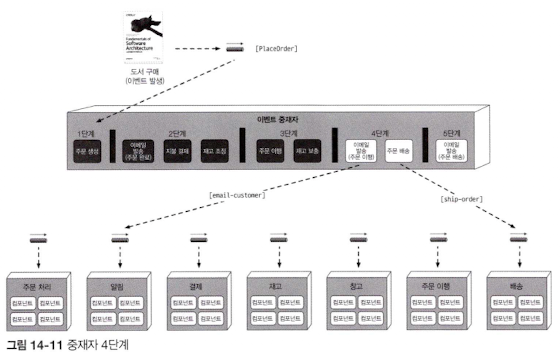 Fundamentals of
Software
Architecture
[PlaceOrder]
도서 구매
(이벤트 발생)
이벤트 중재자
1단계 2단계 3단계 4단계 5단계
주문 생성
이메일
발송
(주문 완료)
지불 결제
재고 조정
주문 이행
재고 보충
이메일
발송
(주문 이행)
주문 배송
이메일
발송
(주문 배송)
[email-customer]
[ship-order]
주문 처리 알림 결제 재고 창고 주문 이행 배송
컴포넌트 컴포넌트 컴포넌트 컴포넌트 컴포넌트 컴포넌트 컴포넌트 컴포넌트 컴포넌트 컴포넌트 컴포넌트 컴포넌트 컴포넌트 컴포넌트
컴포넌트 컴포넌트 컴포넌트 컴포넌트 컴포넌트 컴포넌트 컴포넌트 컴포넌트 컴포넌트 컴포넌트 컴포넌트 컴포넌트 컴포넌트 컴포넌트
그림 14-11 중재자 4단계